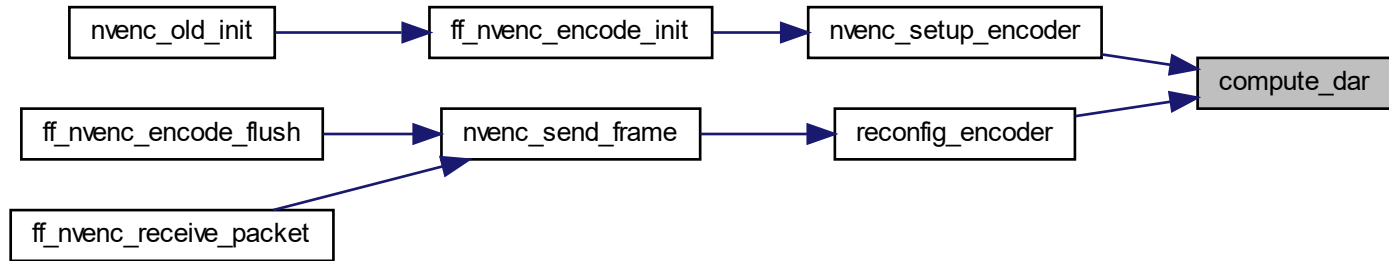 nvenc_old_init
ff_nvenc_encode_init
nvenc_setup_encoder
compute_dar
ff_nvenc_encode_flush
nvenc_send_frame
reconfig_encoder
ff_nvenc_receive_packet